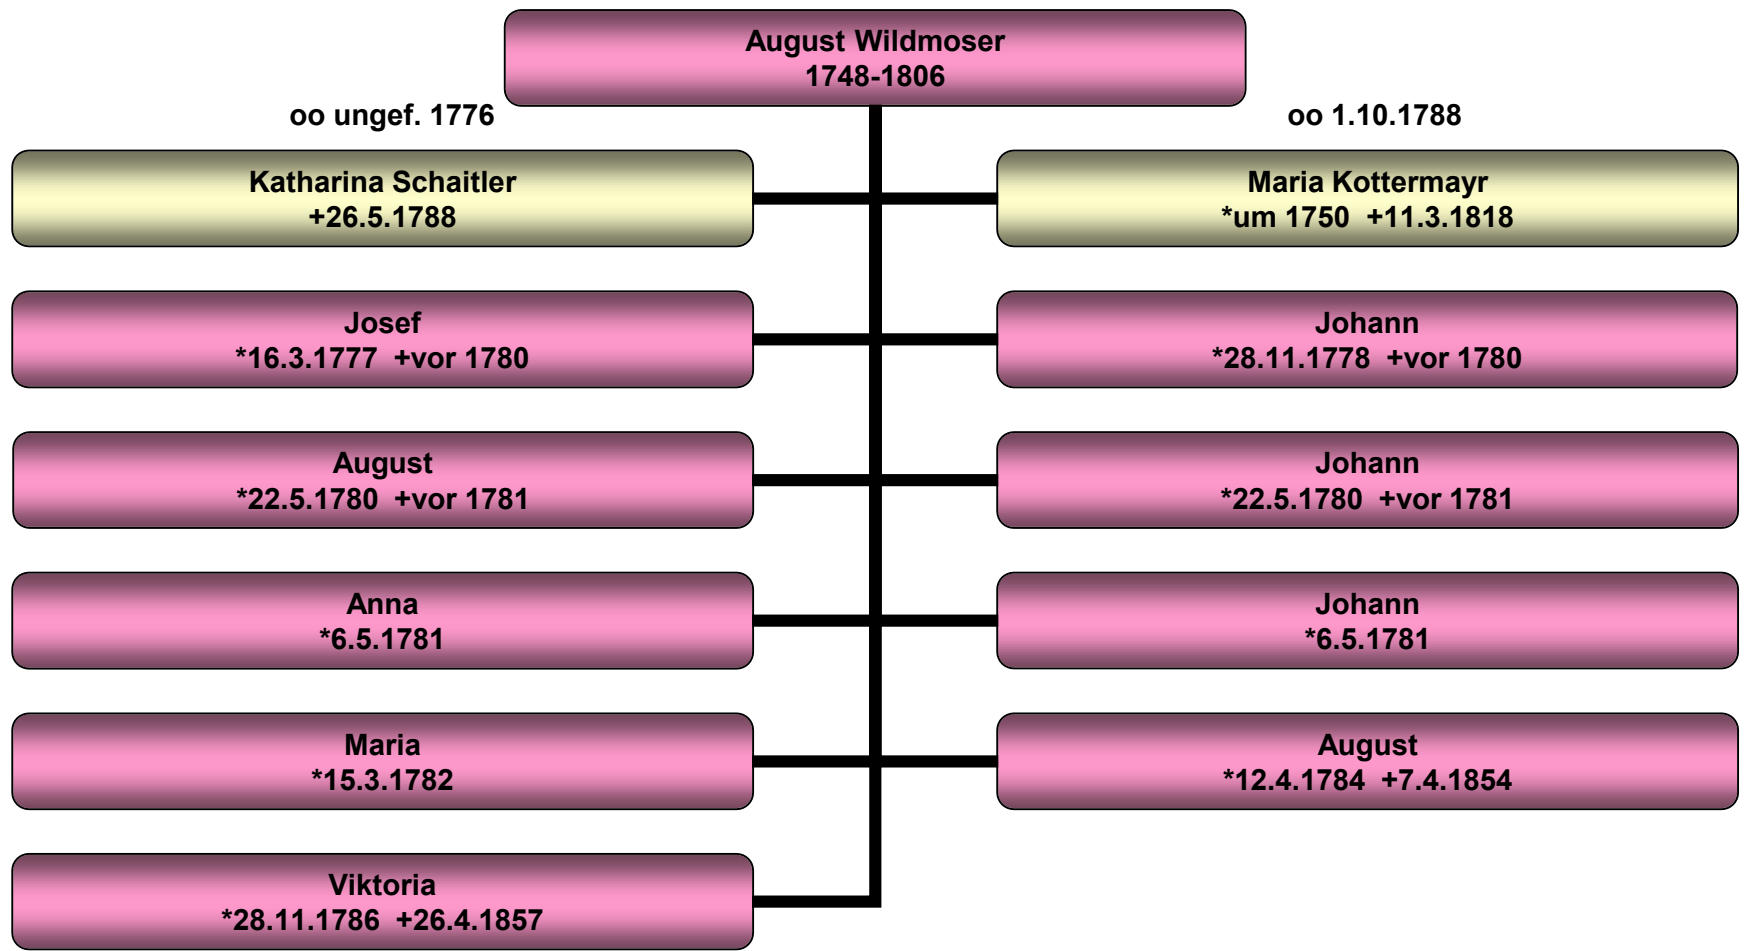 August Wildmoser
1748-1806
oo ungef. 1776
oo 1.10.1788
Katharina Schaitler
+26.5.1788
Maria Kottermayr
*um 1750  +11.3.1818
Josef
*16.3.1777  +vor 1780
Johann
*28.11.1778  +vor 1780
August
*22.5.1780  +vor 1781
Johann
*22.5.1780  +vor 1781
Anna
*6.5.1781
Johann
*6.5.1781
Maria
*15.3.1782
August
*12.4.1784  +7.4.1854
Viktoria
*28.11.1786  +26.4.1857